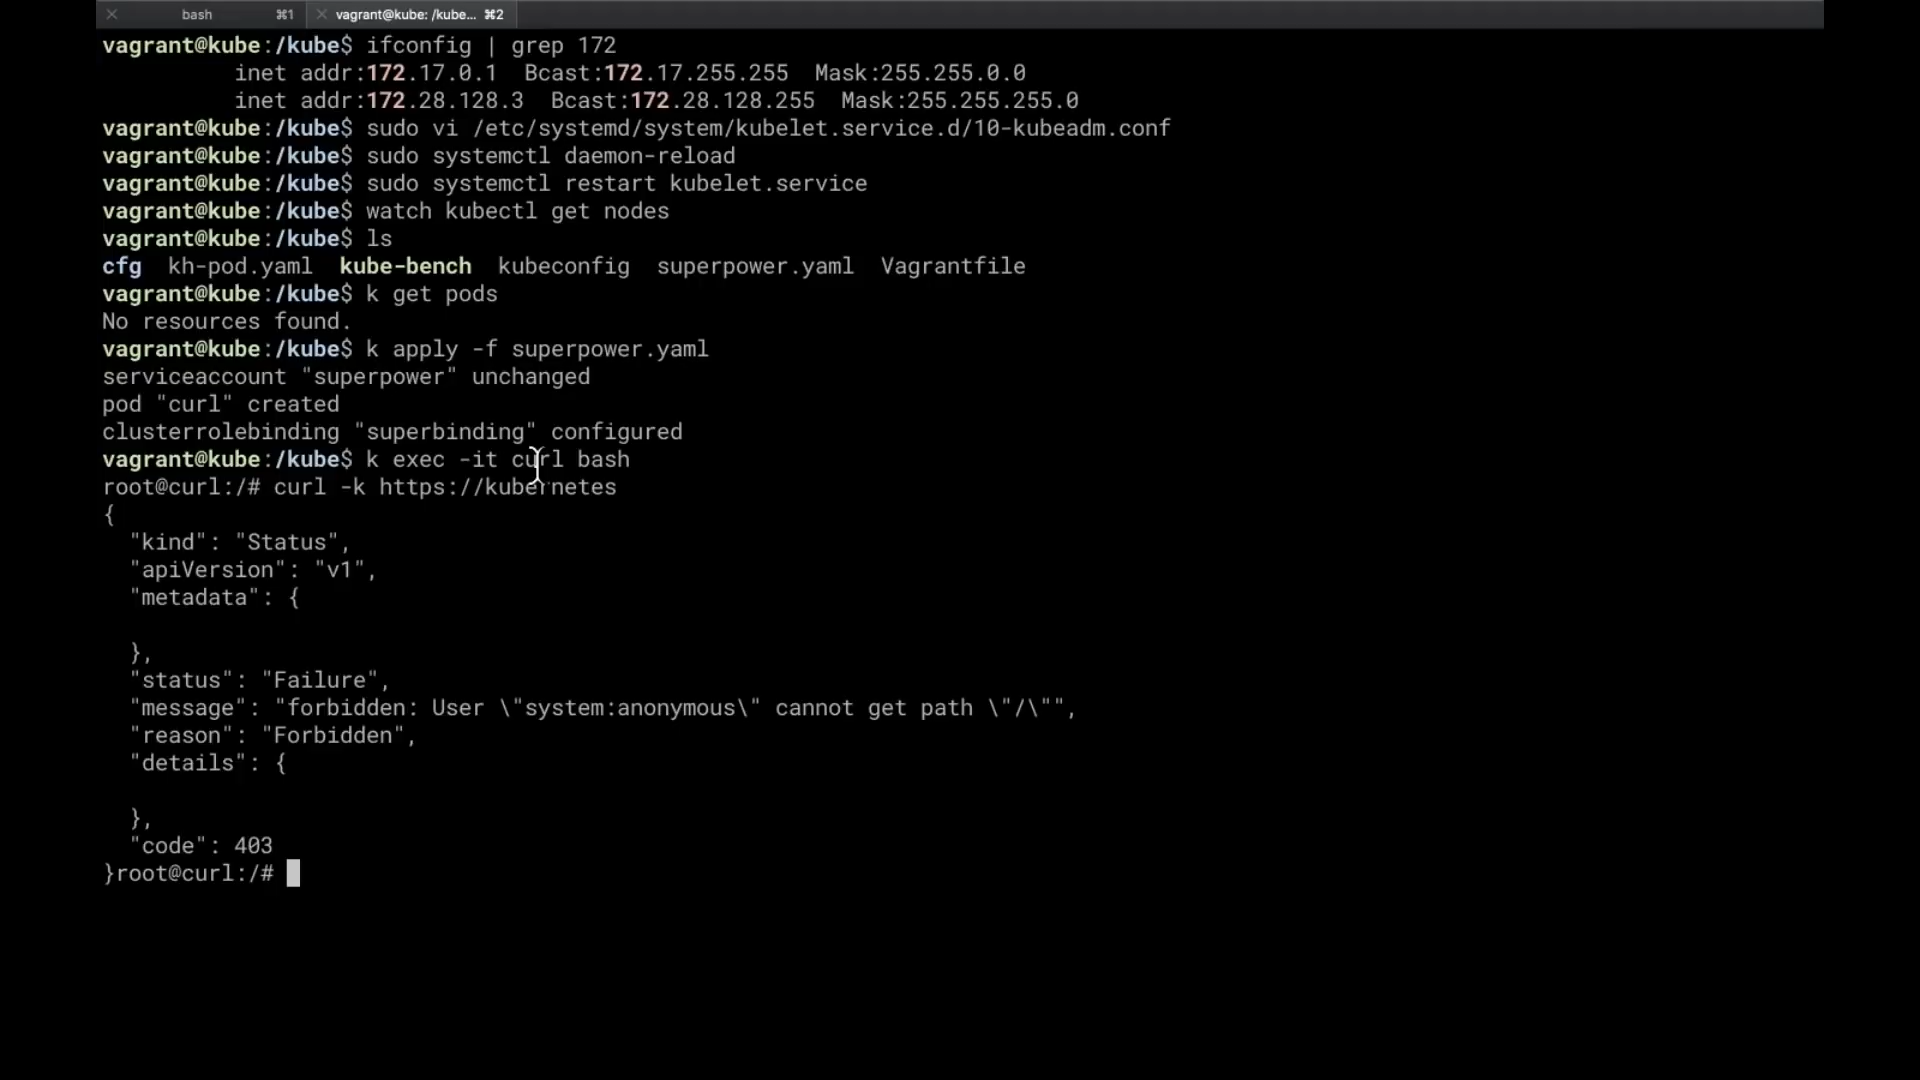 bash ⌘1 vagrant@kube: /kube... ⌘2
vagrant@kube:/kube$ ifconfig | grep 172
inet addr:172.17.0.1  Bcast:172.17.255.255  Mask:255.255.0.0
inet addr:172.28.128.3  Bcast:172.28.128.255  Mask:255.255.255.0
vagrant@kube:/kube$ sudo vi /etc/systemd/system/kubelet.service.d/10-kubeadm.conf
vagrant@kube:/kube$ sudo systemctl daemon-reload
vagrant@kube:/kube$ sudo systemctl restart kubelet.service
vagrant@kube:/kube$ watch kubectl get nodes
vagrant@kube:/kube$ ls
cfg  kh-pod.yaml  kube-bench  kubeconfig  superpower.yaml  Vagrantfile
vagrant@kube:/kube$ k get pods
No resources found.
vagrant@kube:/kube$ k apply -f superpower.yaml
serviceaccount "superpower" unchanged
pod "curl" created
clusterrolebinding "superbinding" configured
vagrant@kube:/kube$ k exec -it curl bash
root@curl:/# curl -k https://kubernetes
{
  "kind": "Status",
  "apiVersion": "v1",
  "metadata": {
  },
  "status": "Failure",
  "message": "forbidden: User \"system:anonymous\" cannot get path \"/\"",
  "reason": "Forbidden",
  "details": {
  },
  "code": 403
}root@curl:/#